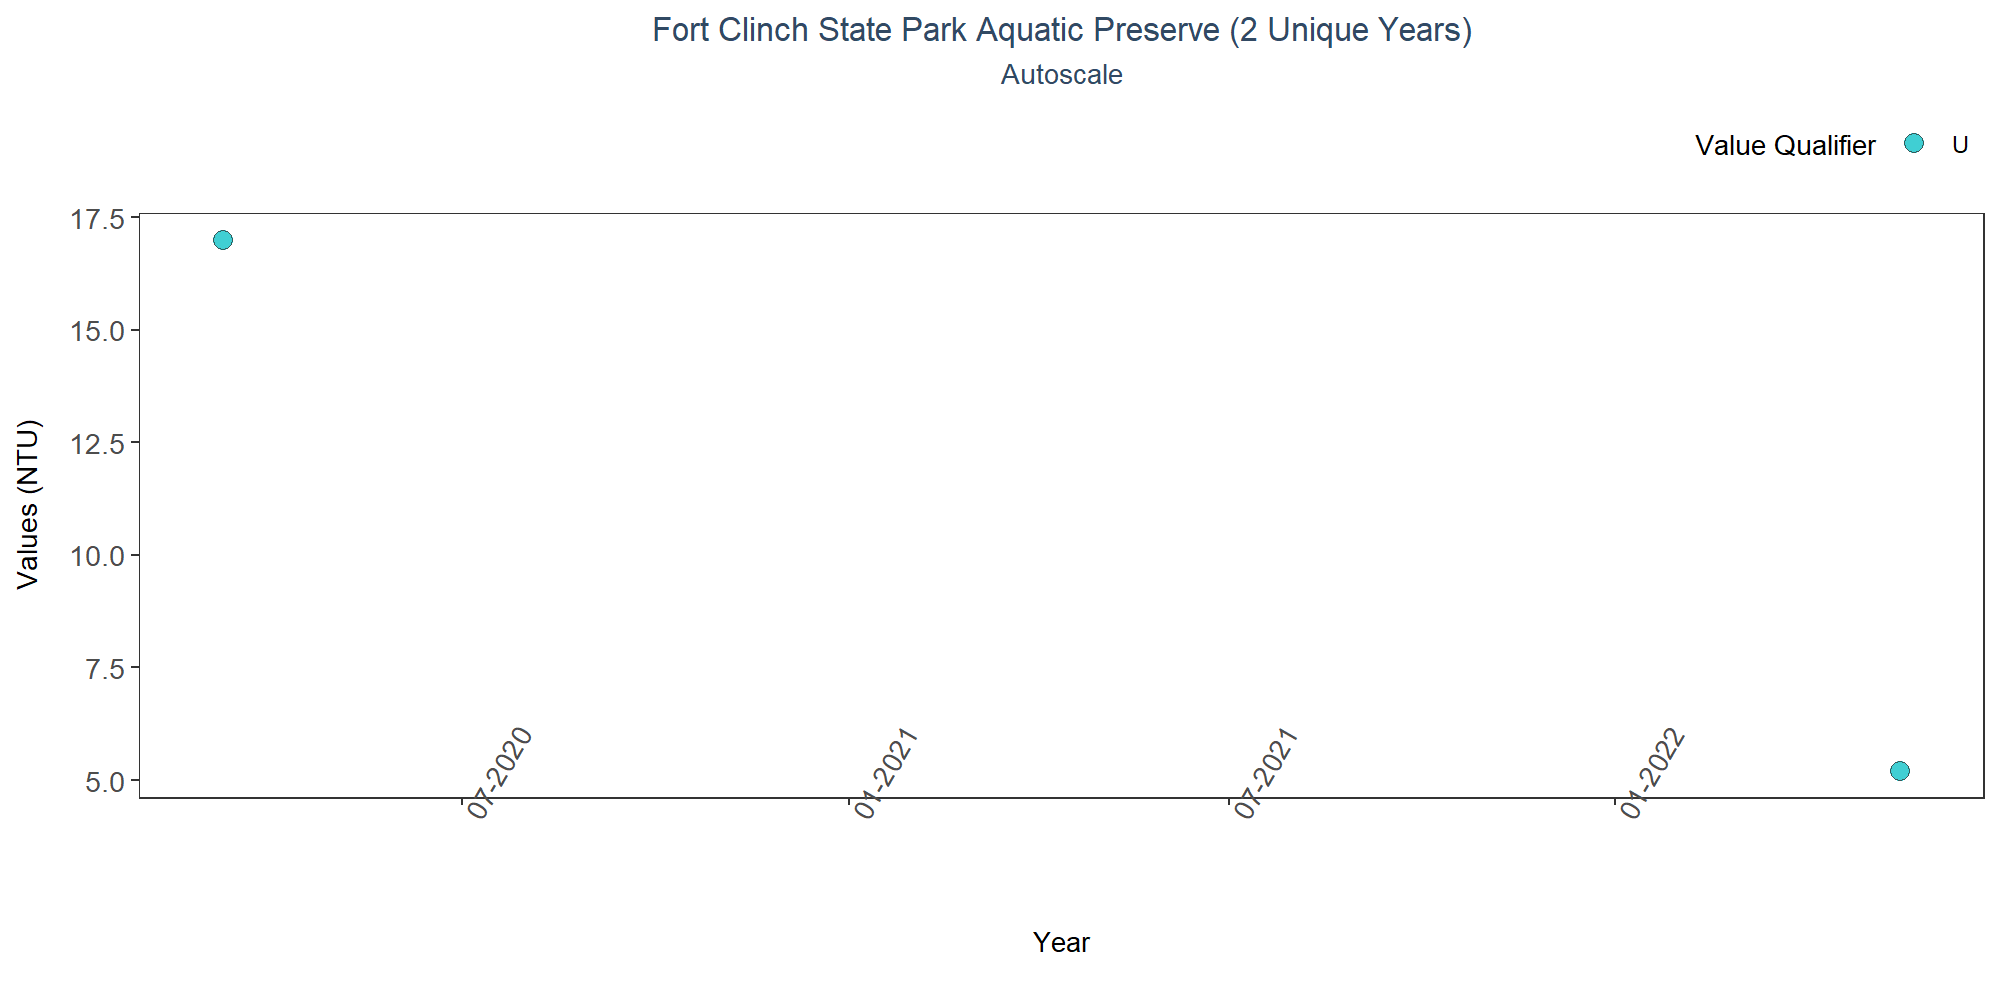 Fort Clinch State Park Aquatic Preserve (2 Unique Years)
Autoscale
Value Qualifier U
17.5
15.0
12.5
10.0
7.5
5.0
Values (NTU)
07-2020
01-2021
07-2021
01-2022
Year